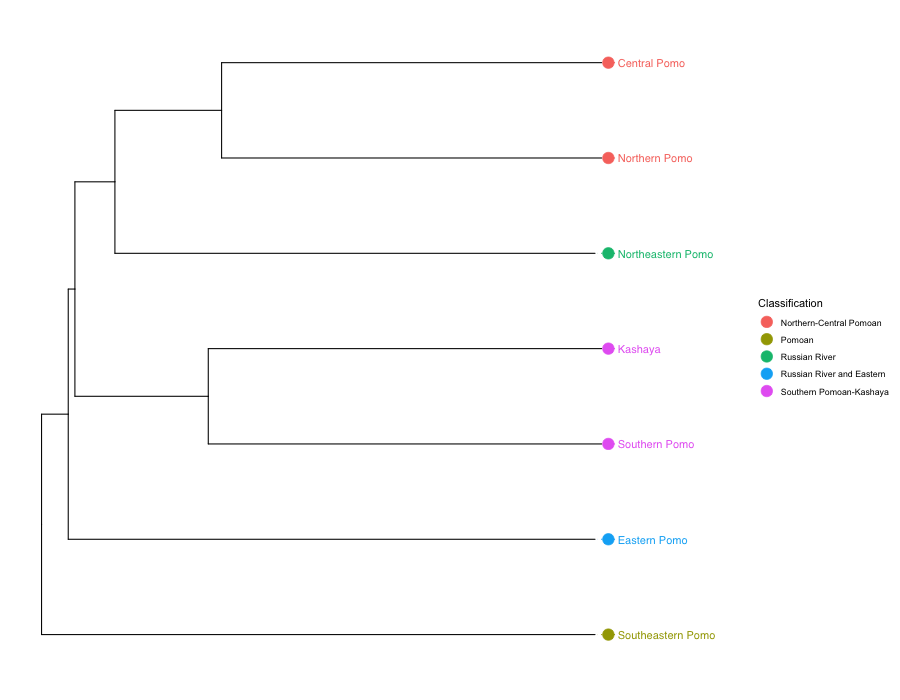 Central Pomo
Northern Pomo
Northeastern Pomo
Kashaya
Southern Pomo
Eastern Pomo
Southeastern Pomo
Classification
Northern-Central Pomoan
Pomoan
Russian River
Russian River and Eastern
Southern Pomoan-Kashaya